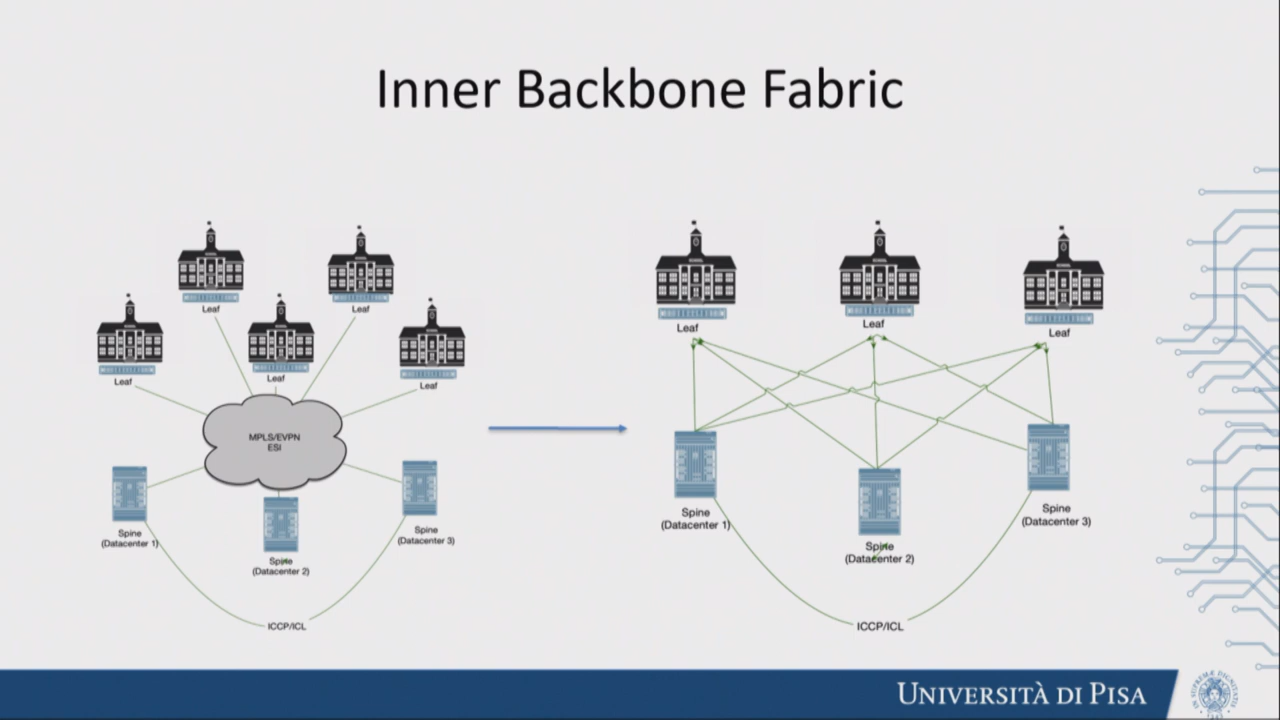 Inner Backbone Fabric
Leaf
Leaf
Leaf
Leaf
Leaf
MPLS/EVPN
ESI
Spine
(Datacenter 1)
Spine
(Datacenter 2)
Spine
(Datacenter 3)
ICCP/ICL
Leaf
Leaf
Leaf
Spine
(Datacenter 1)
Spine
(Datacenter 2)
Spine
(Datacenter 3)
ICCP/ICL
UNIVERSITÀ DI PISA